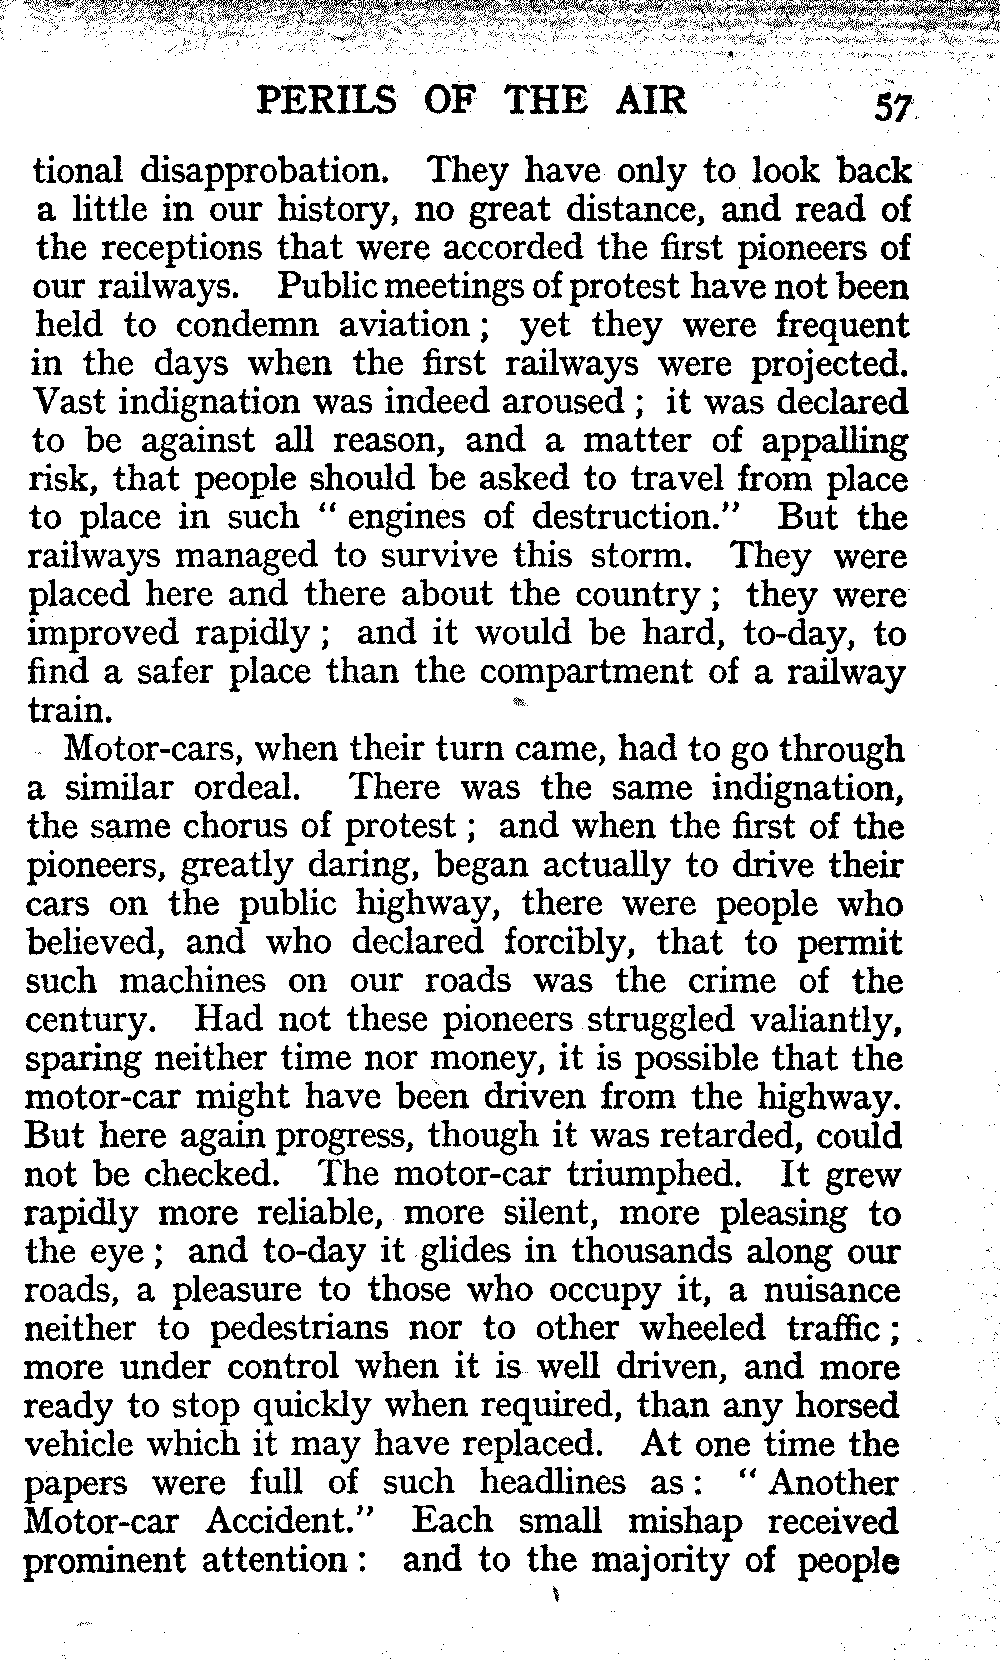 PERILS OF THE AIR 57
tional disapprobation. They have only to look back
a little in our history, no great distance, and read of
the receptions that were accorded the first pioneers of
our railways. Public meetings of protest have not been
held to condemn aviation ; yet they were frequent
in the days when the first railways were projected.
Vast indignation was indeed aroused ; it was declared
to be against all reason, and a matter of appalling
risk, that people should be asked to travel from place
to place in such " engines of destruction." But the
railways managed to survive this storm. They were
placed here and there about the country ; they were
improved rapidly ; and it would be hard, to-day, to
find a safer place than the compartment of a railway
train.
Motor-cars, when their turn came, had to go through
a similar ordeal. There was the same indignation,
the same chorus of protest ; and when the first of the
pioneers, greatly daring, began actually to drive their
cars on the public highway, there were people who
believed, and who declared forcibly, that to permit
such machines on our roads was the crime of the
century. Had not these pioneers struggled valiantly,
sparing neither time nor money, it is possible that the
motor-car might have been driven from the highway.
But here again progress, though it was retarded, could
not be checked. The motor-car triumphed. It grew
rapidly more reliable, more silent, more pleasing to
the eye ; and to-day it glides in thousands along our
roads, a pleasure to those who occupy it, a nuisance
neither to pedestrians nor to other wheeled traffic ;
more under control when it is well driven, and more
ready to stop quickly when required, than any horsed
vehicle which it may have replaced. At one time the
papers were full of such headlines as : " Another
Motor-car Accident." Each small mishap received
prominent attention : and to the majority of people